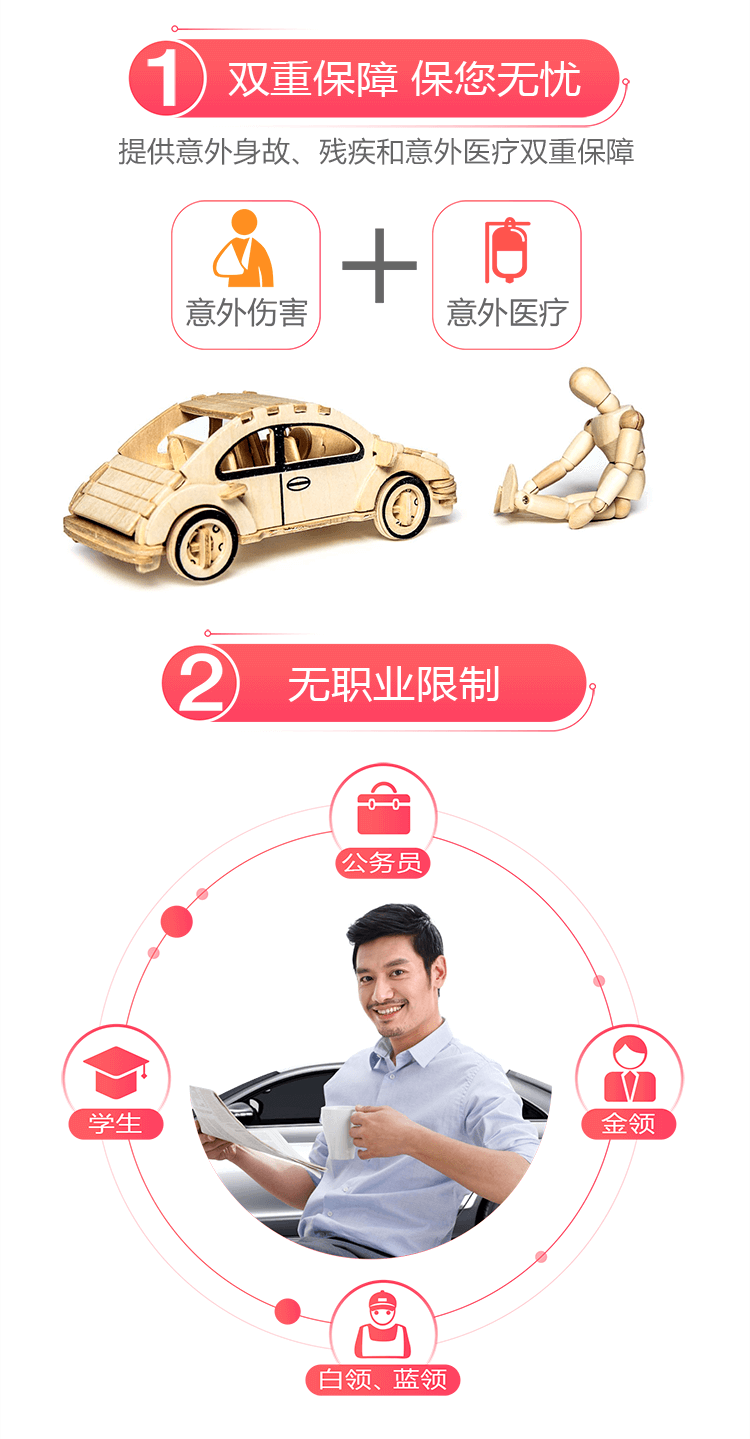 1 双重保障 保您无忧
提供意外身故、残疾和意外医疗双重保障
意外伤害
意外医疗
2 无职业限制
公务员
学生
金领
白领、蓝领